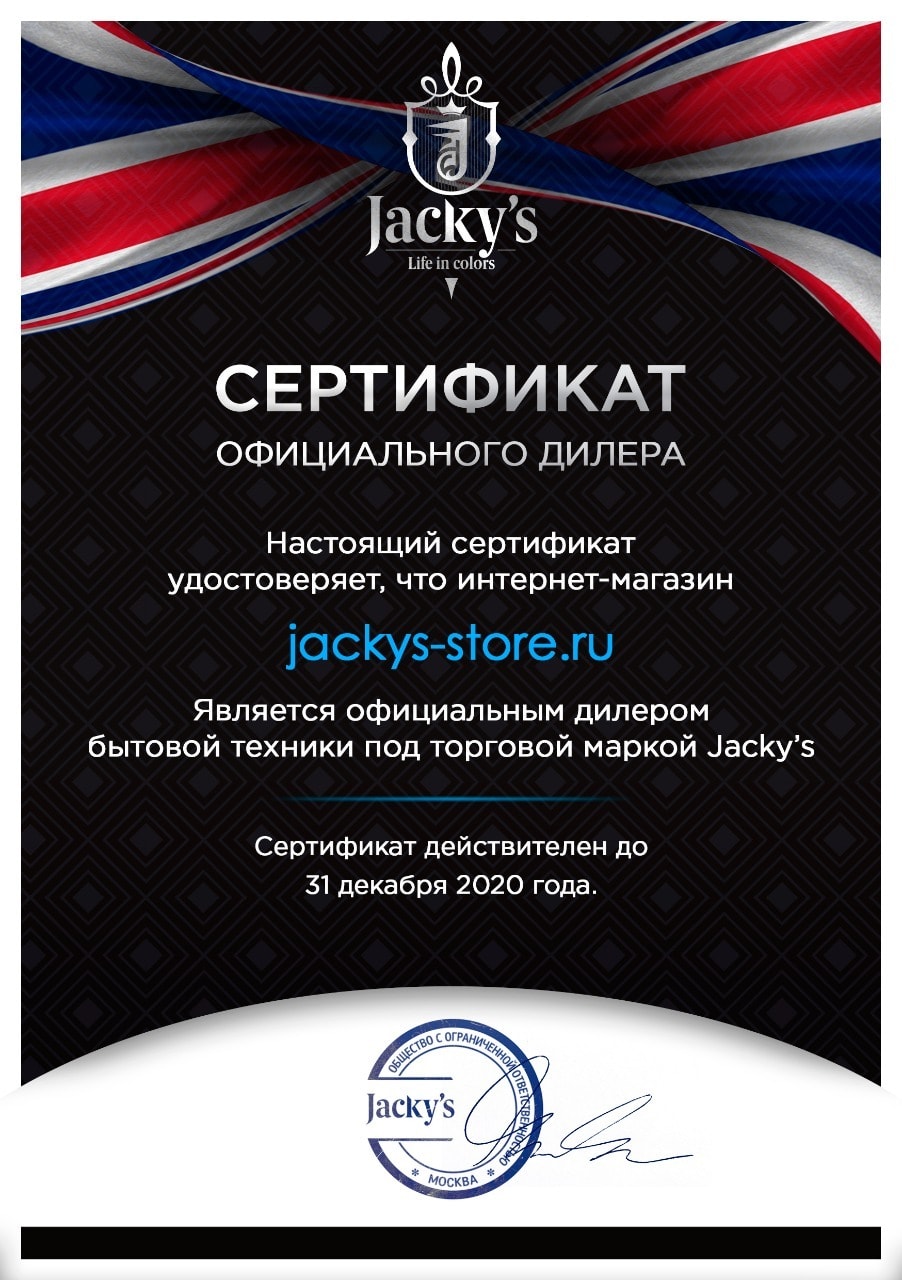 Jacky's
Life in colors
СЕРТИФИКАТ
ОФИЦИАЛЬНОГО ДИЛЕРА
Настоящий сертификат
удостоверяет, что интернет-магазин
jackys-store.ru
Является официальным дилером
бытовой техники под торговой маркой Jacky’s
Сертификат действителен до
31 декабря 2020 года.
ОБЩЕСТВО С ОГРАНИЧЕННОЙ ОТВЕТСТВЕННОСТЬЮ
Jacky's
* МОСКВА *